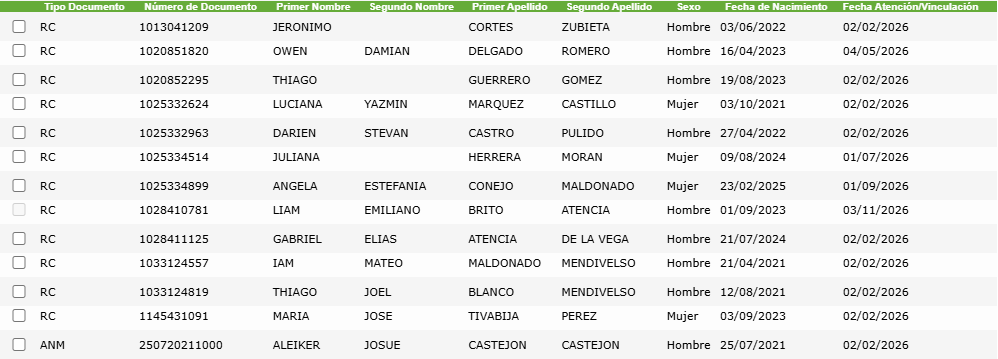 Tipo Documento Número de Documento Primer Nombre Segundo Nombre Primer Apellido Segundo Apellido Sexo Fecha de Nacimiento Fecha Atención/Vinculación
RC 1013041209 JERONIMO CORTES ZUBIETA Hombre 03/06/2022 02/02/2026
RC 1020851820 OWEN DAMIAN DELGADO ROMERO Hombre 16/04/2023 04/05/2026
RC 1020852295 THIAGO GUERRERO GOMEZ Hombre 19/08/2023 02/02/2026
RC 1025332624 LUCIANA YAZMIN MARQUEZ CASTILLO Mujer 03/10/2021 02/02/2026
RC 1025332963 DARIEN STEVAN CASTRO PULIDO Hombre 27/04/2022 02/02/2026
RC 1025334514 JULIANA HERRERA MORAN Mujer 09/08/2024 01/07/2026
RC 1025334899 ANGELA ESTEFANIA CONEJO MALDONADO Mujer 23/02/2025 01/09/2026
RC 1028410781 LIAM EMILIANO BRITO ATENCIA Hombre 01/09/2023 03/11/2026
RC 1028411125 GABRIEL ELIAS ATENCIA DE LA VEGA Hombre 21/07/2024 02/02/2026
RC 1033124557 IAM MATEO MALDONADO MENDIVELSO Hombre 21/04/2021 02/02/2026
RC 1033124819 THIAGO JOEL BLANCO MENDIVELSO Hombre 12/08/2021 02/02/2026
RC 1145431091 MARIA JOSE TIVABIJA PEREZ Mujer 03/09/2023 02/02/2026
ANM 250720211000 ALEIKER JOSUE CASTEJON CASTEJON Hombre 25/07/2021 02/02/2026